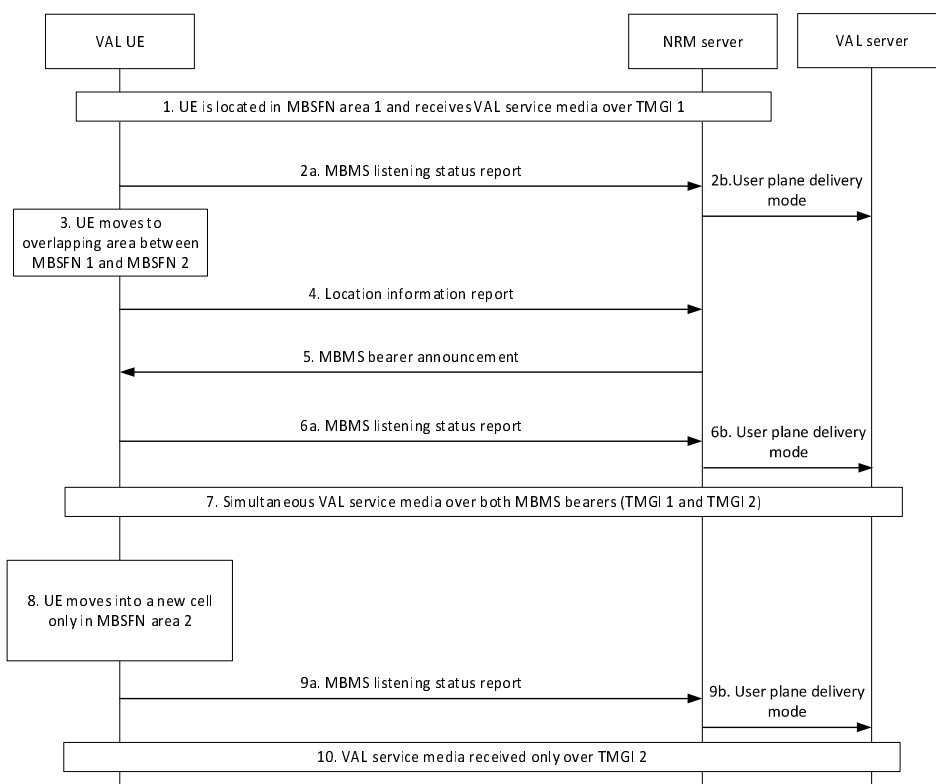 VAL UE
NRM server
VAL server
1. UE is located in MBSFN area 1 and receives VAL service media over TMGI 1
2a. MBMS listening status report
2b.User plane delivery
mode
3. UE moves to
overlapping area between
MBSFN 1 and MBSFN 2
4. Location information report
5. MBMS bearer announcement
6a. MBMS listening status report
6b. User plane delivery
mode
7. Simultaneous VAL service media over both MBMS bearers (TMGI 1 and TMGI 2)
8. UE moves into a new cell
only in MBSFN area 2
9a. MBMS listening status report
9b. User plane delivery
mode
10. VAL service media received only over TMGI 2